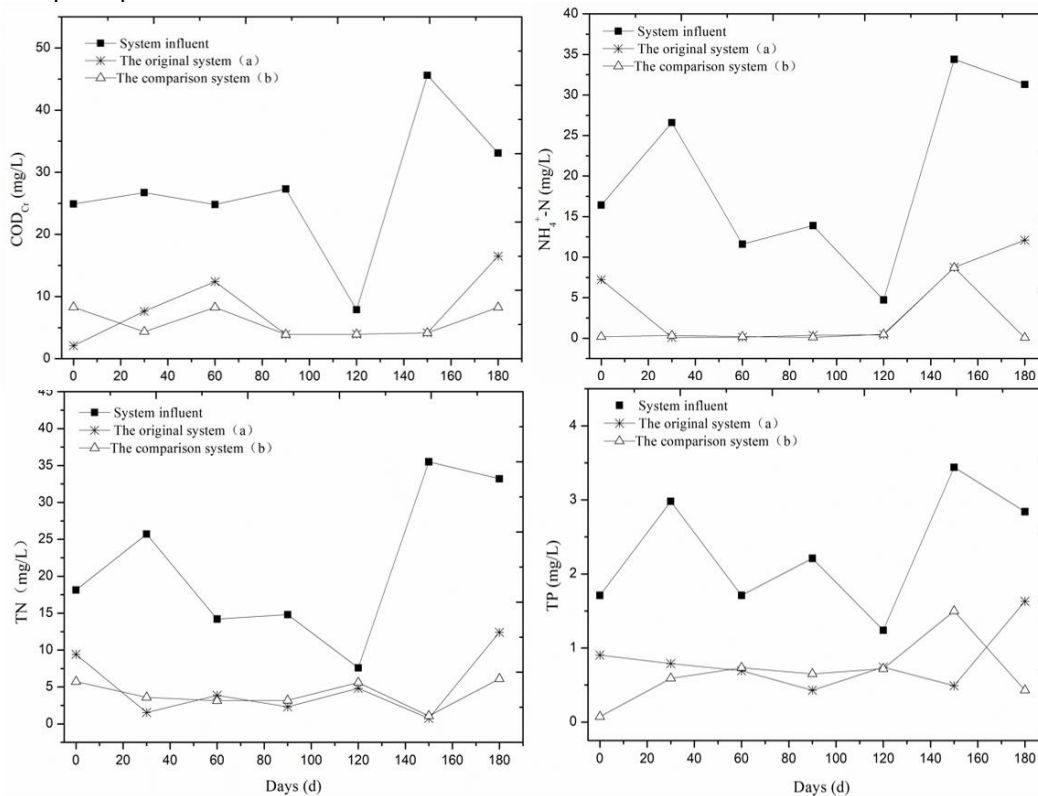 COD_Cr (mg/L)
60
50
40
30
20
10
0
System influent
The original system（a）
The comparison system（b）
0 20 40 60 80 100 120 140 160 180
NH₄⁺-N (mg/L)
40
35
30
25
20
15
10
5
0
System influent
The original system（a）
The comparison system（b）
0 20 40 60 80 100 120 140 160 180
TN（mg/L）
45
40
35
30
25
20
15
10
5
0
System influent
The original system（a）
The comparison system（b）
0 20 40 60 80 100 120 140 160 180
Days (d)
TP (mg/L)
4
3
2
1
0
System influent
The original system（a）
The comparison system（b）
0 20 40 60 80 100 120 140 160 180
Days (d)